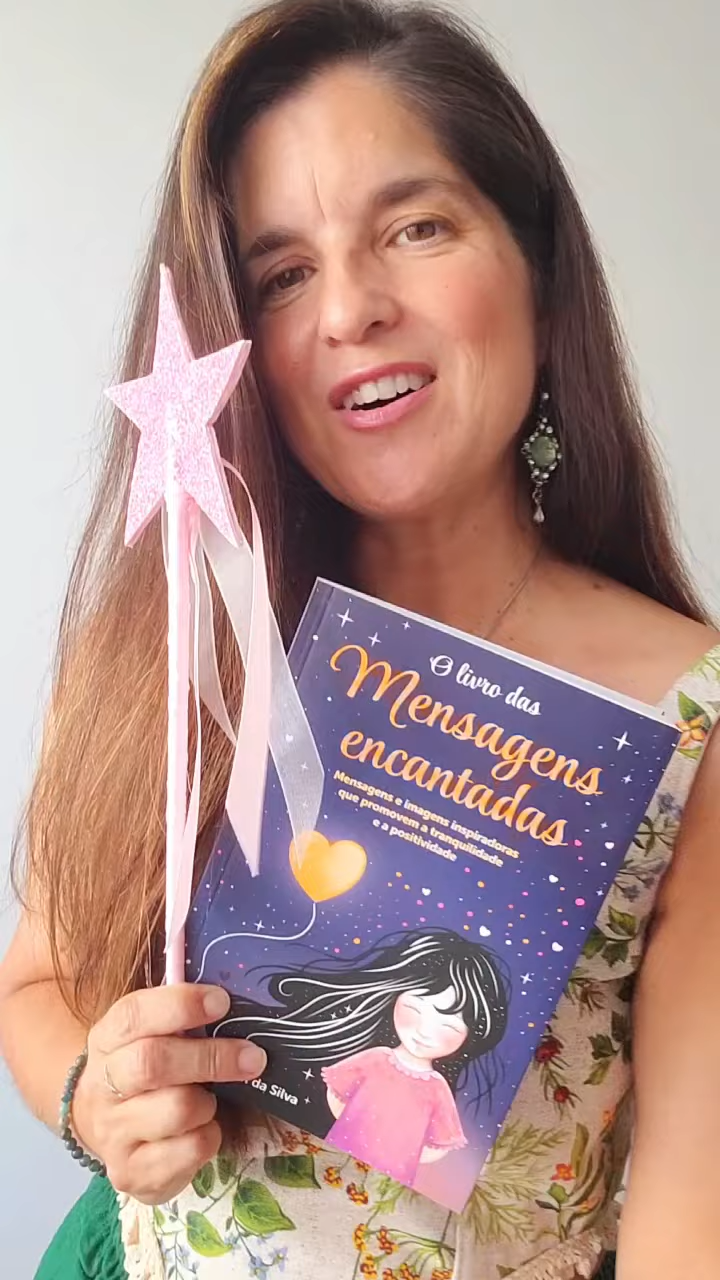 O livro das
Mensagens
encantadas
Mensagens e imagens inspiradoras
que promovem a tranquilidade
e a positividade
da Silva